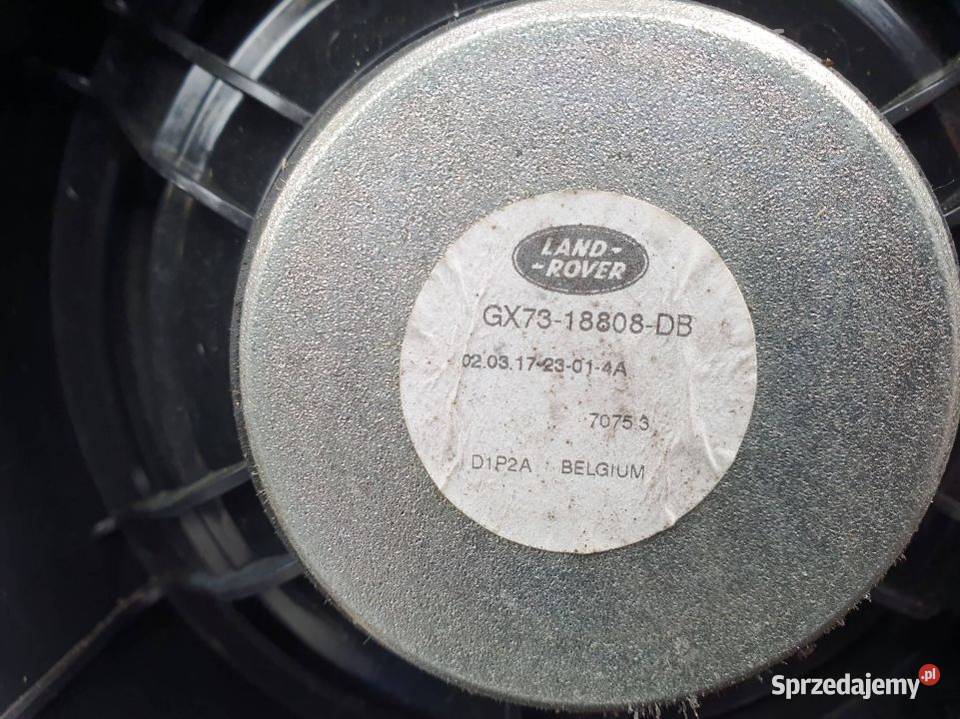 LAND-
-ROVER
GX73-18808-DB
02.03.17-23-01-4A
7075 3
D1P2A BELGIUM
Sprzedajemy.pl